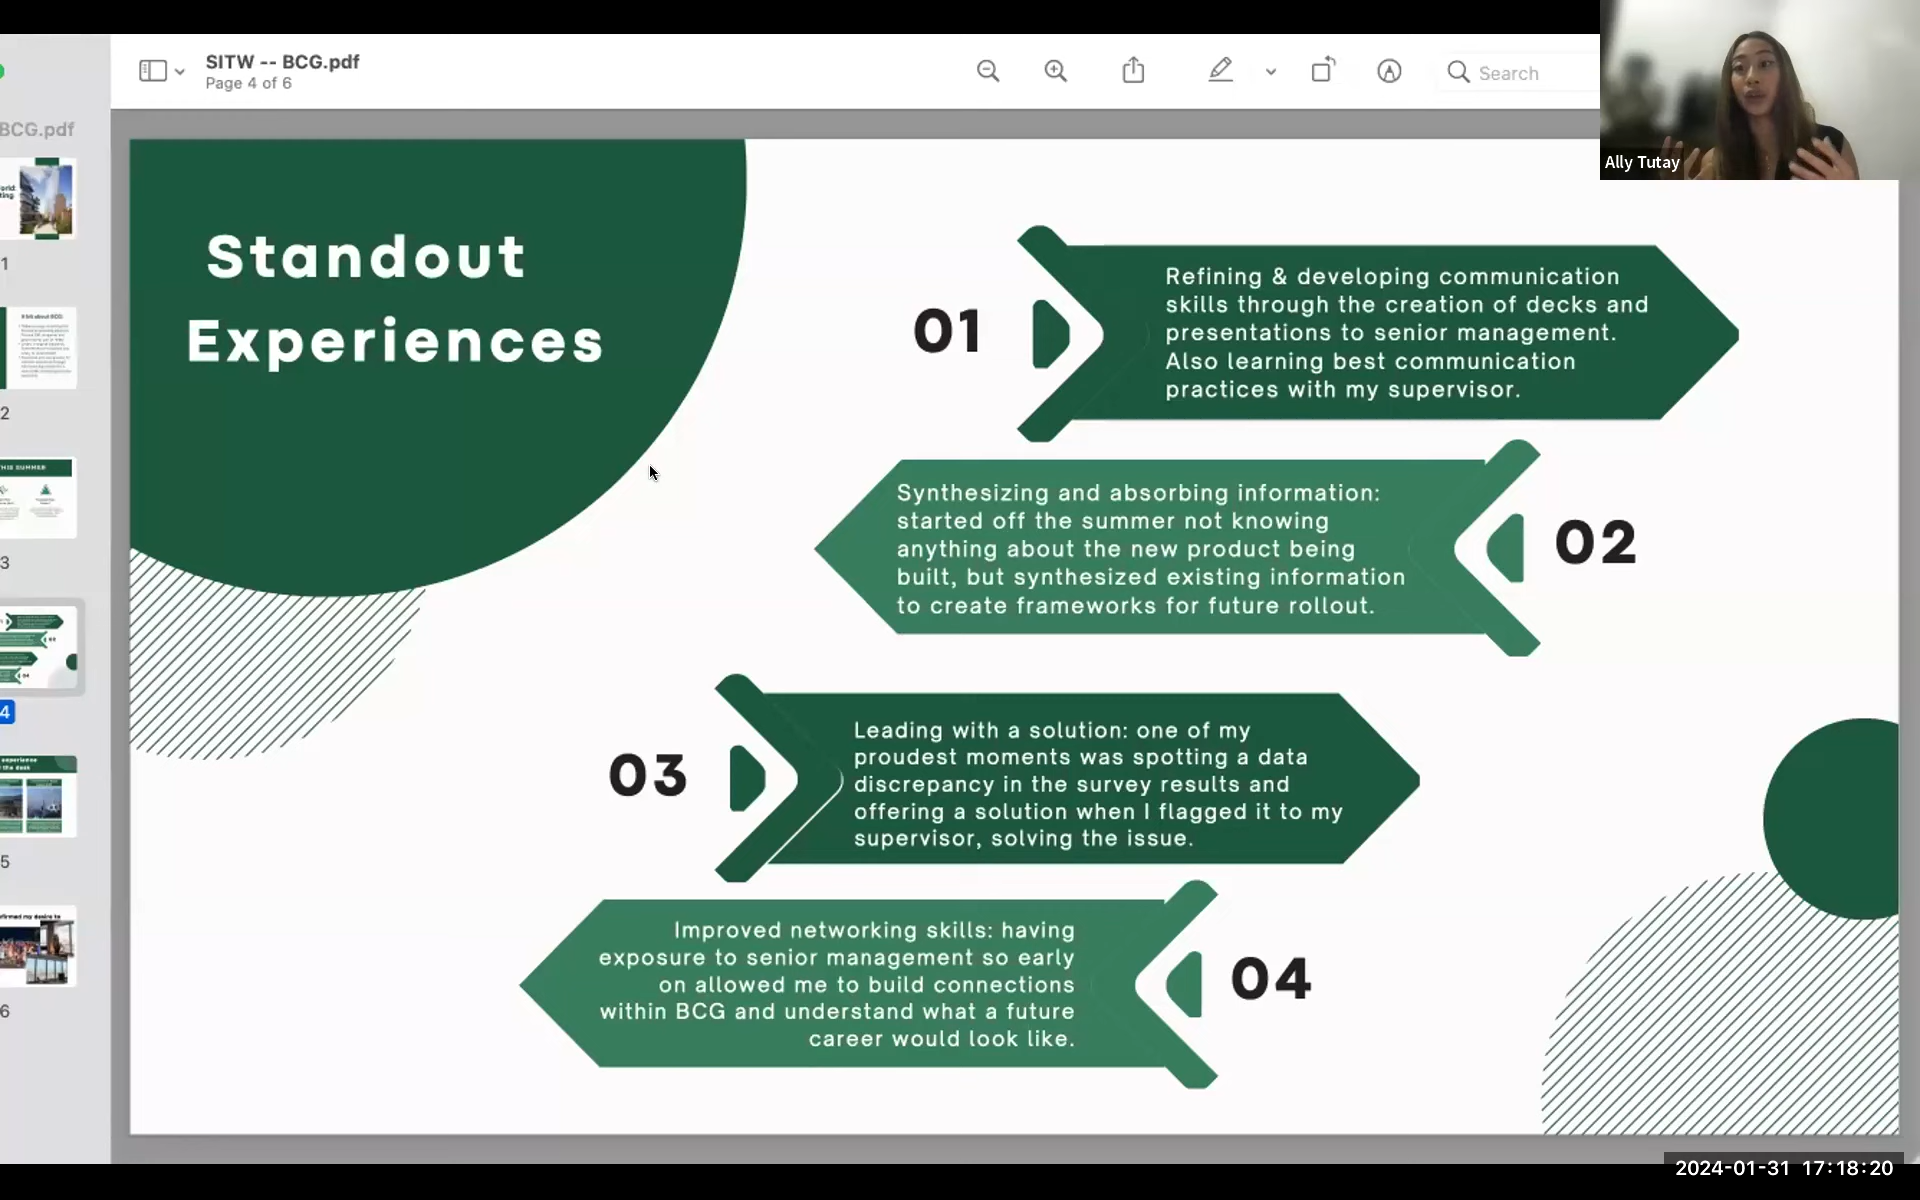 SITW -- BCG.pdf
Page 4 of 6
Search
Ally Tutay
BCG.pdf
1
2
3
4
5
6
Standout
Experiences
01
Refining & developing communication
skills through the creation of decks and
presentations to senior management.
Also learning best communication
practices with my supervisor.
Synthesizing and absorbing information:
started off the summer not knowing
anything about the new product being
built, but synthesized existing information
to create frameworks for future rollout.
02
03
Leading with a solution: one of my
proudest moments was spotting a data
discrepancy in the survey results and
offering a solution when I flagged it to my
supervisor, solving the issue.
Improved networking skills: having
exposure to senior management so early
on allowed me to build connections
within BCG and understand what a future
career would look like.
04
2024-01-31 17:18:20